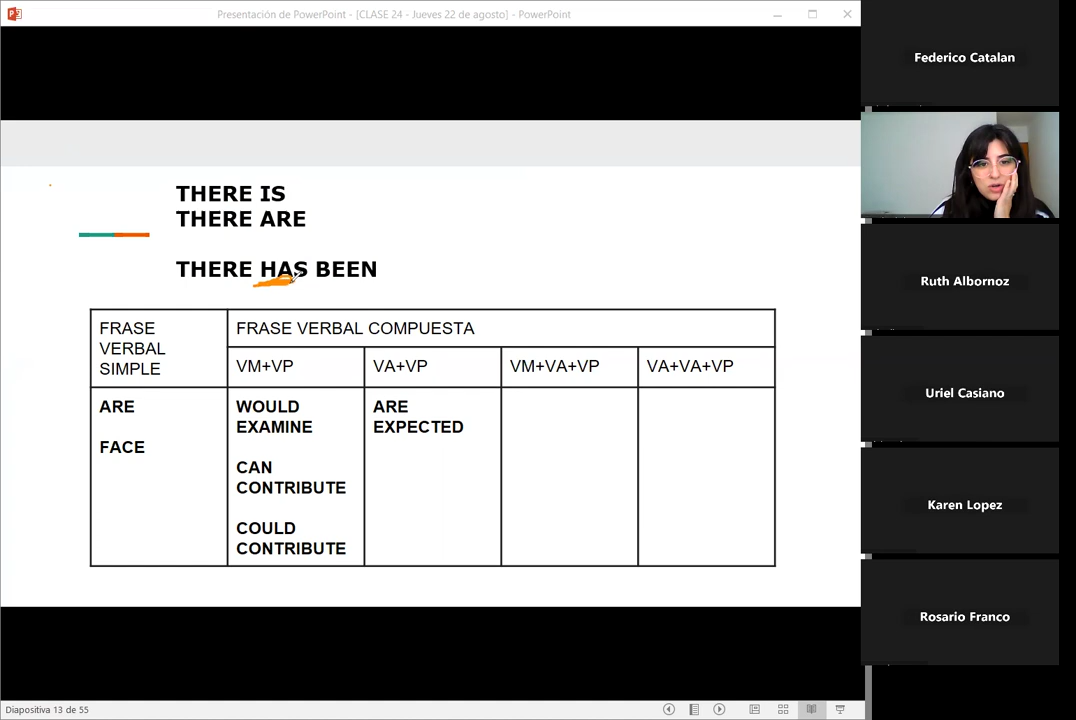 Presentación de PowerPoint - [CLASE 24 - Jueves 22 de agosto] - PowerPoint
THERE IS
THERE ARE
THERE HAS BEEN
FRASE
VERBAL
SIMPLE
FRASE VERBAL COMPUESTA
VM+VP
VA+VP
VM+VA+VP
VA+VA+VP
ARE
FACE
WOULD
EXAMINE
CAN
CONTRIBUTE
COULD
CONTRIBUTE
ARE
EXPECTED
Diapositiva 13 de 55
Federico Catalan
Ruth Albornoz
Uriel Casiano
Karen Lopez
Rosario Franco